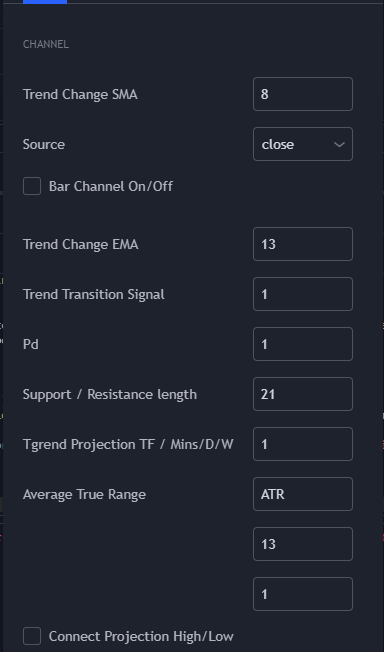 CHANNEL
Trend Change SMA 8
Source close
Bar Channel On/Off
Trend Change EMA 13
Trend Transition Signal 1
Pd 1
Support / Resistance length 21
Tgrend Projection TF / Mins/D/W 1
Average True Range ATR
13
1
Connect Projection High/Low